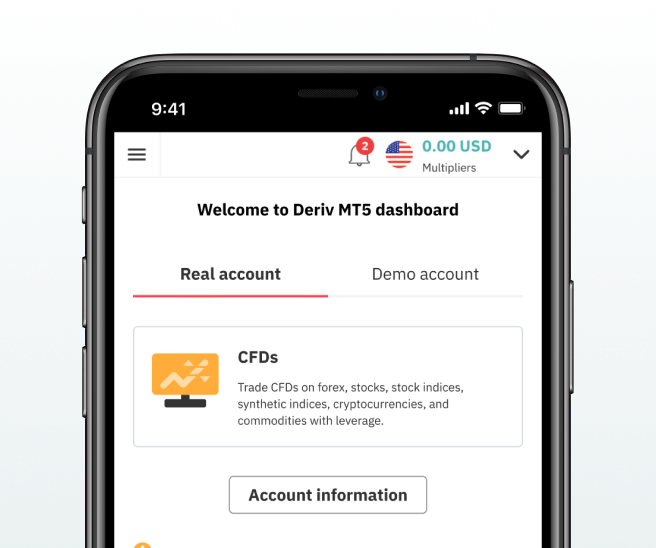 9:41
2
0.00 USD
Multipliers
Welcome to Deriv MT5 dashboard
Real account
Demo account
CFDs
Trade CFDs on forex, stocks, stock indices,
synthetic indices, cryptocurrencies, and
commodities with leverage.
Account information